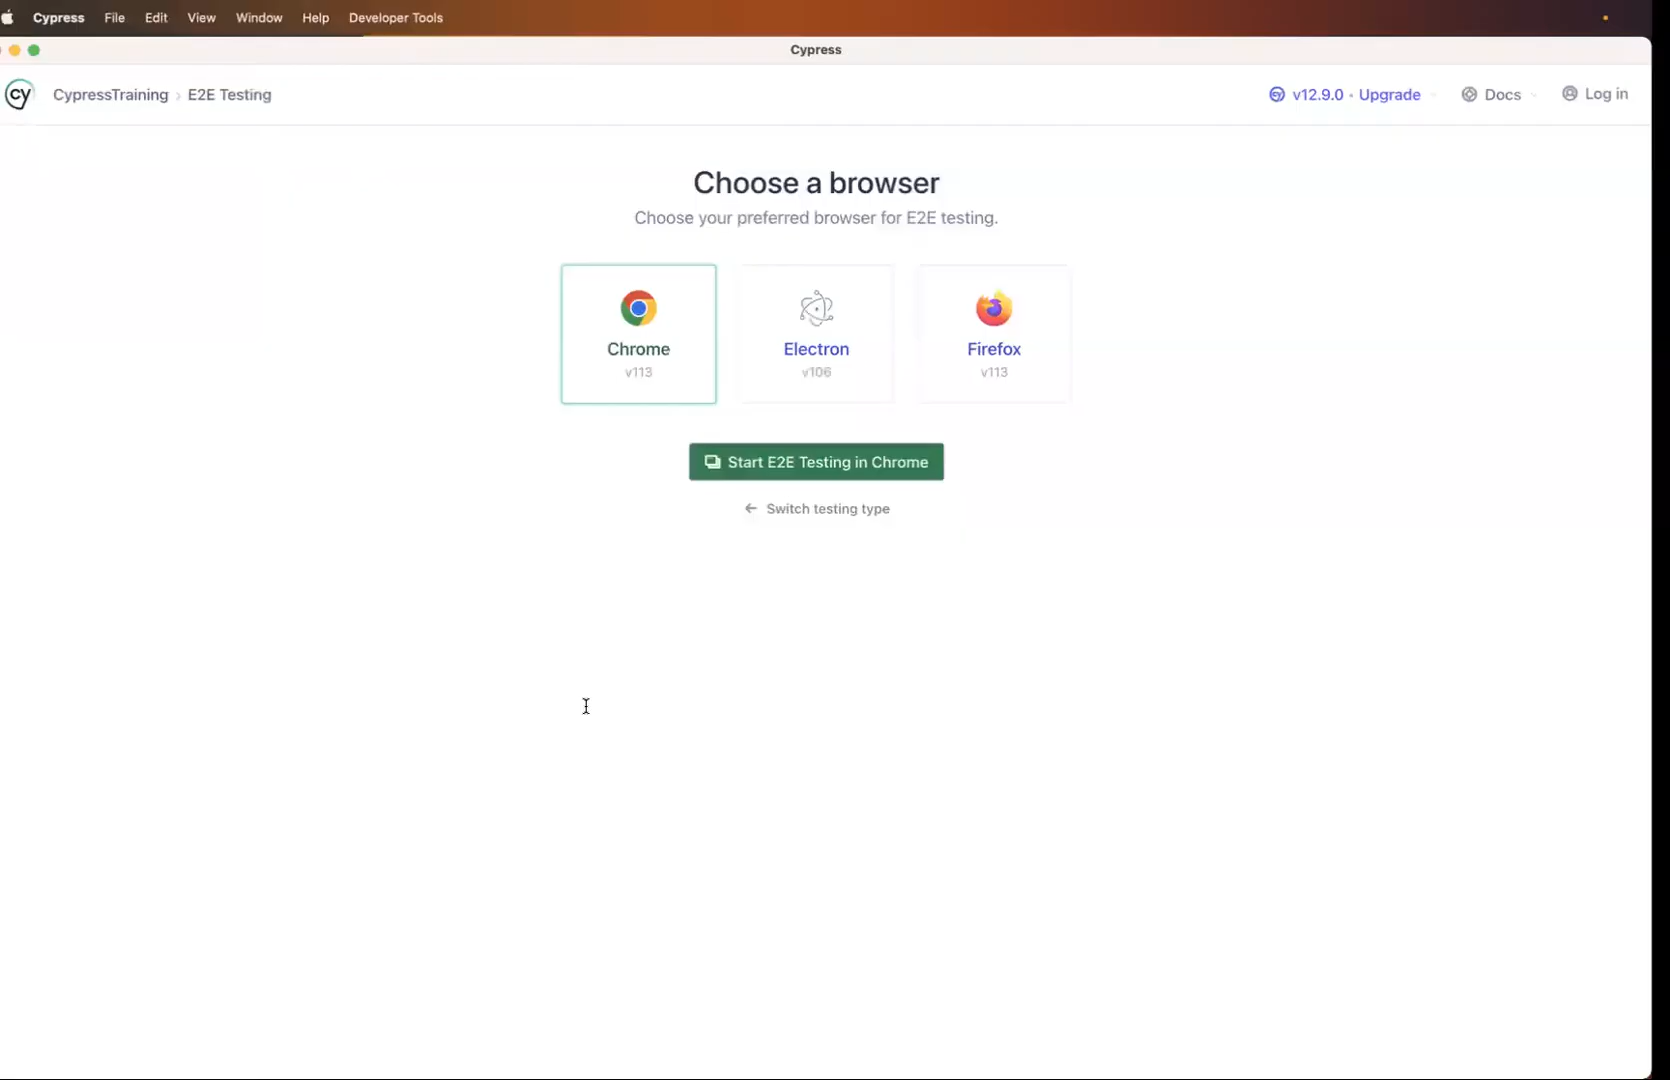 Cypress File Edit View Window Help Developer Tools
Cypress
cy CypressTraining › E2E Testing v12.9.0 • Upgrade Docs Log in
Choose a browser
Choose your preferred browser for E2E testing.
Chrome Electron Firefox
v113 v106 v113
Start E2E Testing in Chrome
← Switch testing type